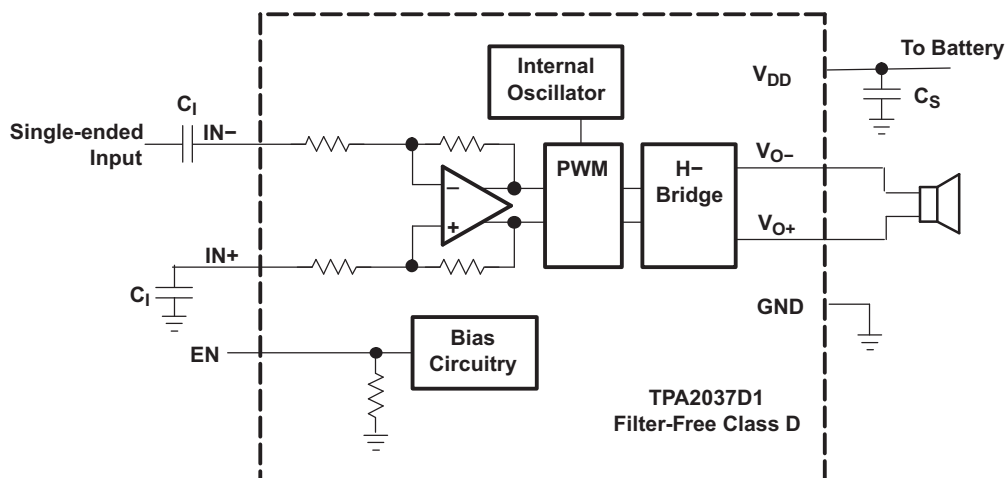 Internal
Oscillator
To Battery
VDD
CS
CI
Single-ended
Input
IN−
PWM
H−
Bridge
VO−
−
+
VO+
IN+
CI
GND
EN
Bias
Circuitry
TPA2037D1
Filter-Free Class D